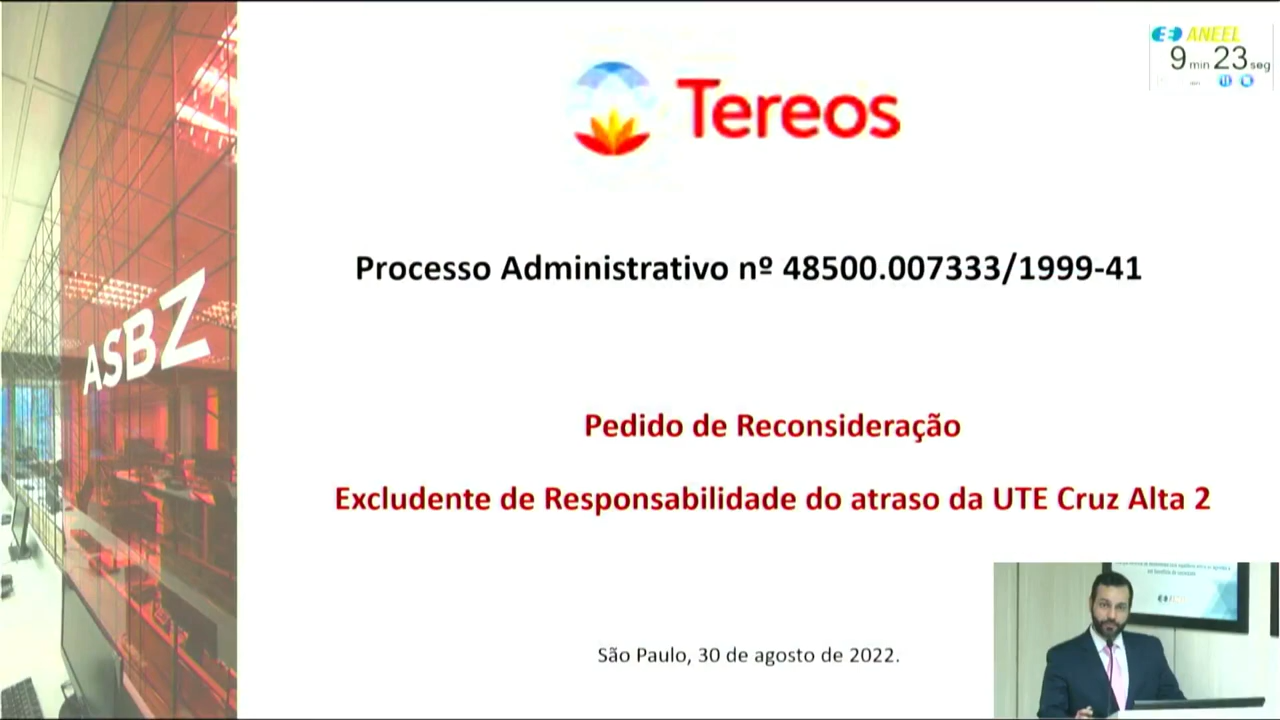 ANEEL
9 min 23 seg
Tereos
Processo Administrativo nº 48500.007333/1999-41
ASBZ
Pedido de Reconsideração
Excludente de Responsabilidade do atraso da UTE Cruz Alta 2
São Paulo, 30 de agosto de 2022.